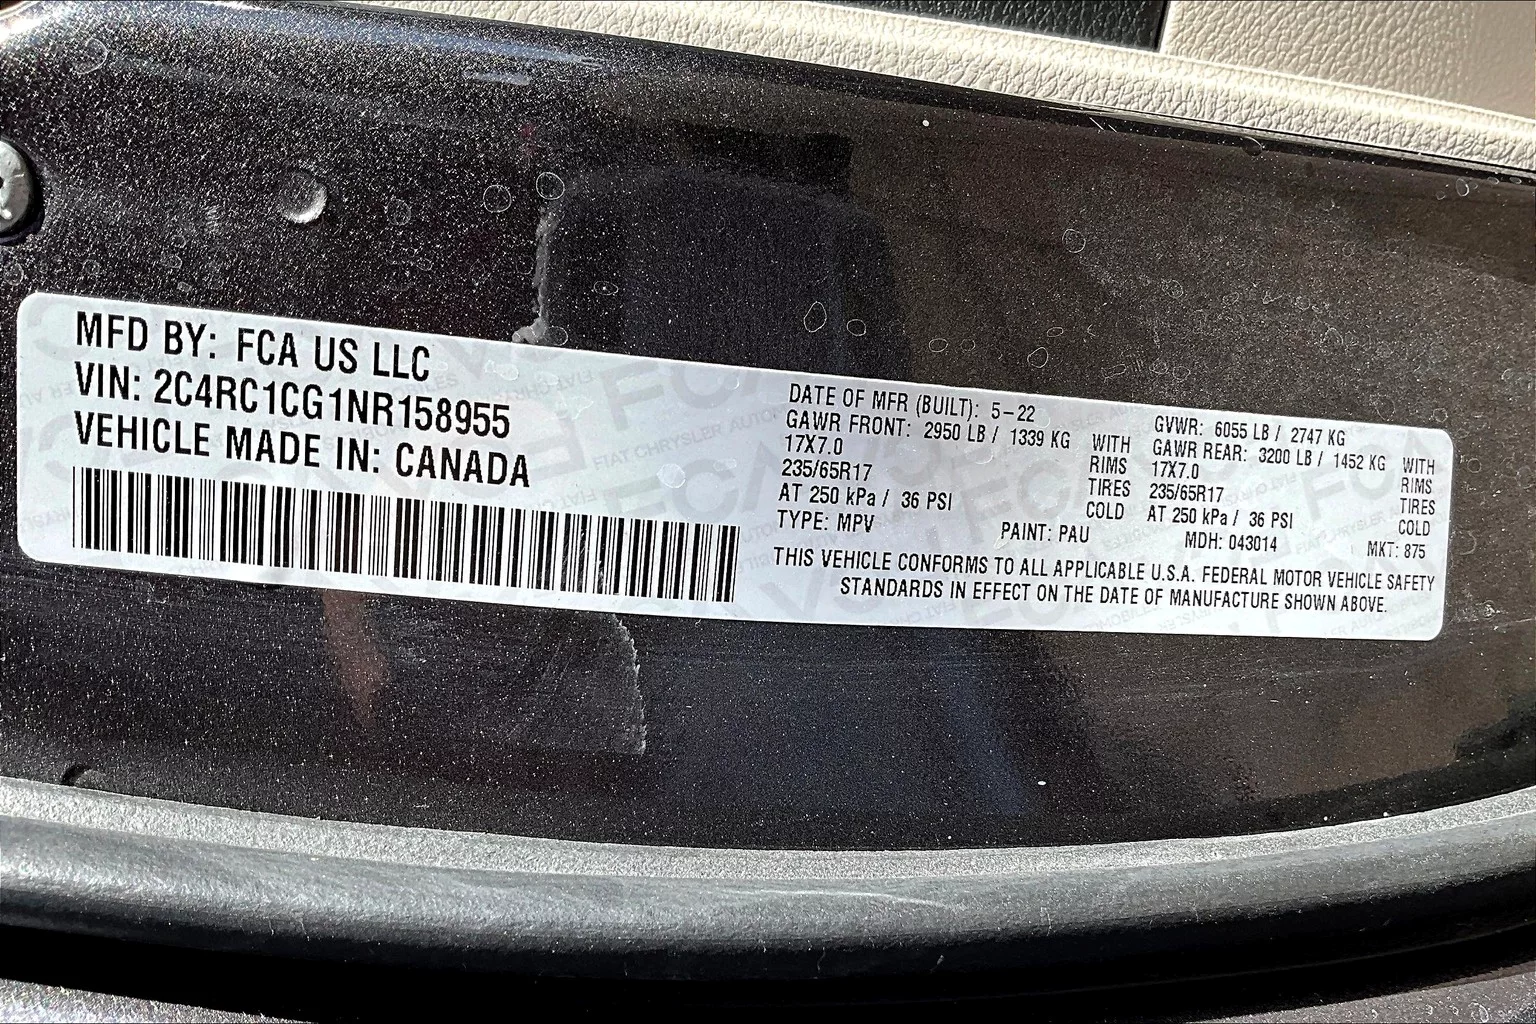 MFD BY: FCA US LLC
VIN: 2C4RC1CG1NR158955
VEHICLE MADE IN: CANADA
DATE OF MFR (BUILT): 5-22
GAWR FRONT: 2950 LB / 1339 KG WITH
17X7.0 RIMS
235/65R17 TIRES
AT 250 kPa / 36 PSI COLD
TYPE: MPV
GVWR: 6055 LB / 2747 KG
GAWR REAR: 3200 LB / 1452 KG WITH
17X7.0 RIMS
235/65R17 TIRES
AT 250 kPa / 36 PSI COLD
PAINT: PAU MDH: 043014 MKT: 875
THIS VEHICLE CONFORMS TO ALL APPLICABLE U.S.A. FEDERAL MOTOR VEHICLE SAFETY
STANDARDS IN EFFECT ON THE DATE OF MANUFACTURE SHOWN ABOVE.